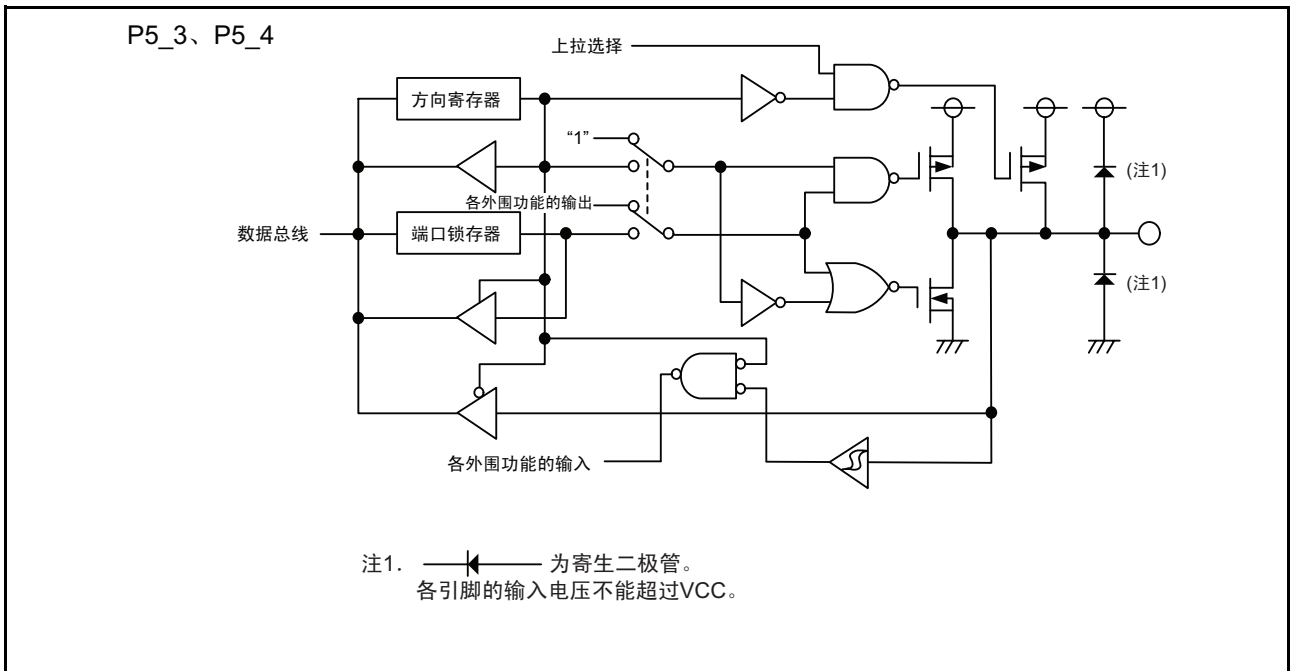 P5_3、P5_4
上拉选择
方向寄存器
“1”
(注1)
各外围功能的输出
数据总线
端口锁存器
(注1)
各外围功能的输入
注1. 为寄生二极管。
各引脚的输入电压不能超过VCC。